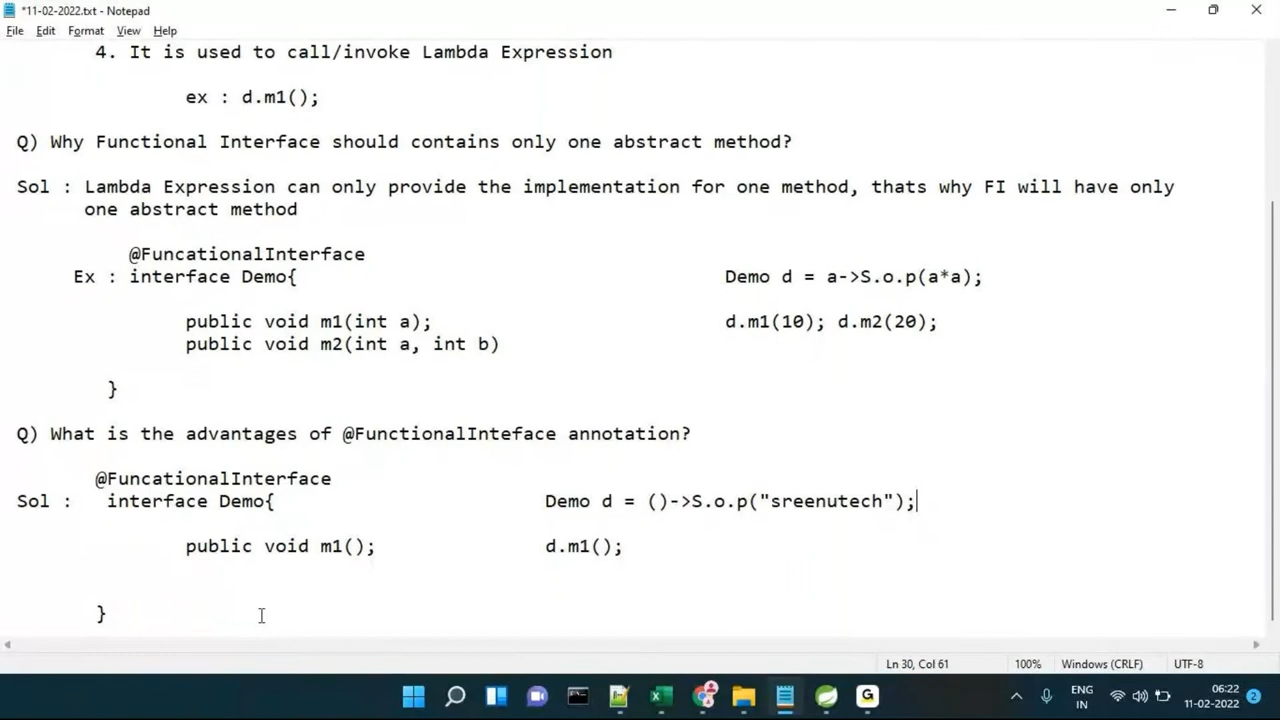 *11-02-2022.txt - Notepad
File Edit Format View Help
4. It is used to call/invoke Lambda Expression
ex : d.m1();
Q) Why Functional Interface should contains only one abstract method?
Sol : Lambda Expression can only provide the implementation for one method, thats why FI will have only
one abstract method
@FuncationalInterface
Ex : interface Demo{ Demo d = a->S.o.p(a*a);
public void m1(int a); d.m1(10); d.m2(20);
public void m2(int a, int b)
}
Q) What is the advantages of @FunctionalInteface annotation?
@FuncationalInterface
Sol : interface Demo{ Demo d = ()->S.o.p("sreenutech");
public void m1(); d.m1();
}
Ln 30, Col 61 100% Windows (CRLF) UTF-8
ENG 06:22
IN 11-02-2022 2